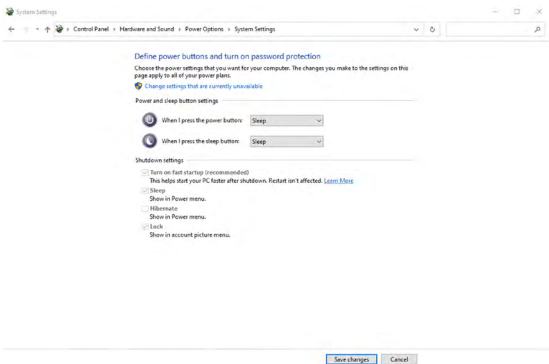 System Settings
Control Panel > Hardware and Sound > Power Options > System Settings
Define power buttons and turn on password protection
Choose the power settings that you want for your computer. The changes you make to the settings on this
page apply to all of your power plans.
Change settings that are currently unavailable
Power and sleep button settings
When I press the power button: Sleep
When I press the sleep button: Sleep
Shutdown settings
Turn on fast startup (recommended)
This helps start your PC faster after shutdown. Restart isn't affected. Learn More
Sleep
Show in Power menu.
Hibernate
Show in Power menu.
Lock
Show in account picture menu.
Save changes Cancel